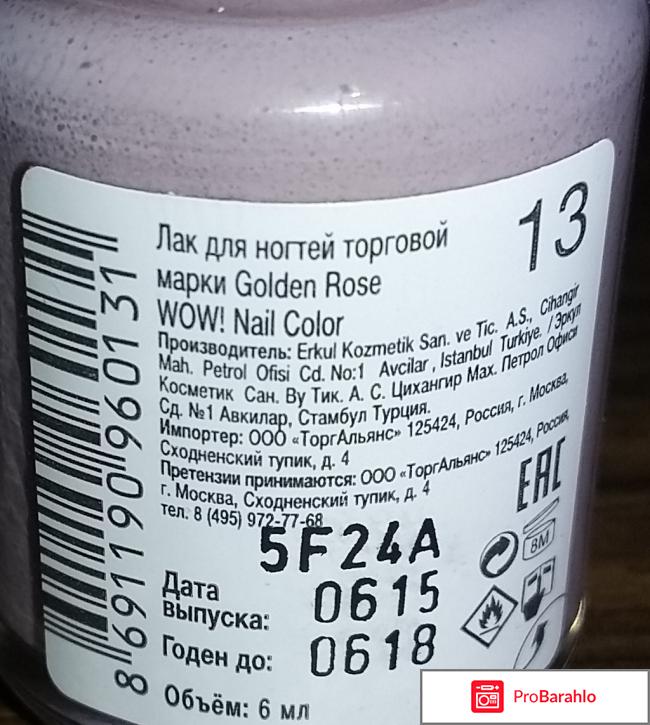 13
Лак для ногтей торговой
марки Golden Rose
WOW! Nail Color
Производитель: Erkul Kozmetik San. ve Tic. A.S., Cihangir
Mah. Petrol Ofisi Cd. No:1 Avcilar, Istanbul Turkiye. /Эркул
Косметик Сан. Ву Тик. А. С. Цихангир Мах. Петрол Офиси
Сд. №1 Авкилар, Стамбул Турция.
Импортер: ООО «ТоргАльянс» 125424, Россия, г. Москва,
Сходненский тупик, д. 4
Претензии принимаются: ООО «ТоргАльянс» 125424, Россия,
г. Москва, Сходненский тупик, д. 4
тел. 8 (495) 972-77-68
EAC
5F24A
8M
Дата
выпуска: 0615
Годен до: 0618
Объём: 6 мл
8 691190 960131
ProBarahlo